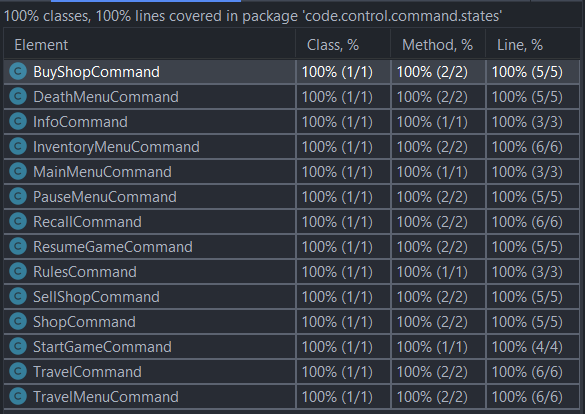 100% classes, 100% lines covered in package 'code.control.command.states'
Element Class, % Method, % Line, %
C BuyShopCommand 100% (1/1) 100% (2/2) 100% (5/5)
C DeathMenuCommand 100% (1/1) 100% (2/2) 100% (5/5)
C InfoCommand 100% (1/1) 100% (1/1) 100% (3/3)
C InventoryMenuCommand 100% (1/1) 100% (2/2) 100% (6/6)
C MainMenuCommand 100% (1/1) 100% (1/1) 100% (3/3)
C PauseMenuCommand 100% (1/1) 100% (2/2) 100% (5/5)
C RecallCommand 100% (1/1) 100% (2/2) 100% (6/6)
C ResumeGameCommand 100% (1/1) 100% (2/2) 100% (5/5)
C RulesCommand 100% (1/1) 100% (1/1) 100% (3/3)
C SellShopCommand 100% (1/1) 100% (2/2) 100% (5/5)
C ShopCommand 100% (1/1) 100% (2/2) 100% (5/5)
C StartGameCommand 100% (1/1) 100% (1/1) 100% (4/4)
C TravelCommand 100% (1/1) 100% (2/2) 100% (6/6)
C TravelMenuCommand 100% (1/1) 100% (2/2) 100% (6/6)